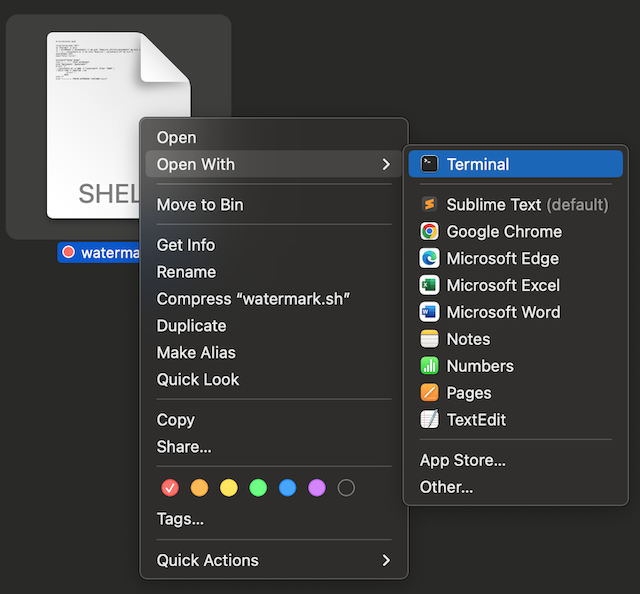 SHEL
watermа
Open
Open With
Move to Bin
Get Info
Rename
Compress “watermark.sh”
Duplicate
Make Alias
Quick Look
Copy
Share...
Tags...
Quick Actions
Terminal
Sublime Text (default)
Google Chrome
Microsoft Edge
Microsoft Excel
Microsoft Word
Notes
Numbers
Pages
TextEdit
App Store...
Other...